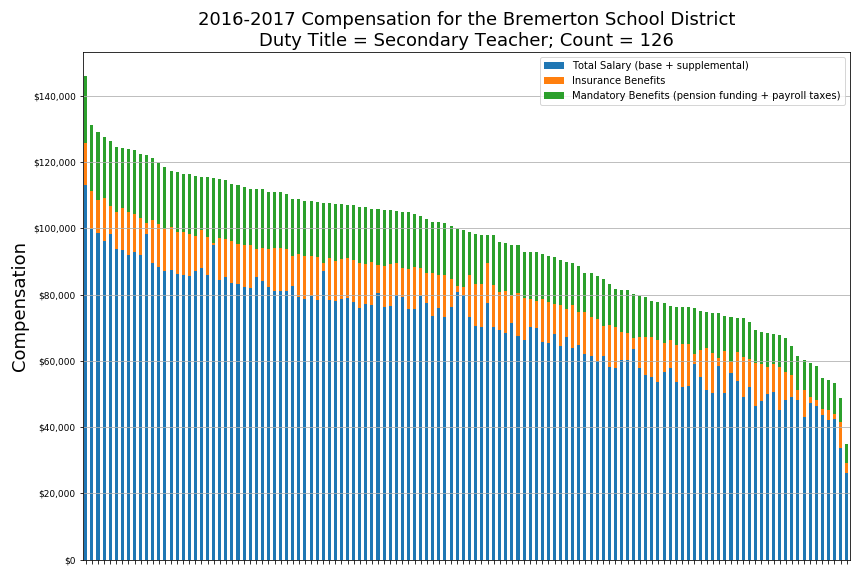 2016-2017 Compensation for the Bremerton School District
Duty Title = Secondary Teacher; Count = 126
Total Salary (base + supplemental)
Insurance Benefits
Mandatory Benefits (pension funding + payroll taxes)
Compensation
$140,000
$120,000
$100,000
$80,000
$60,000
$40,000
$20,000
$0